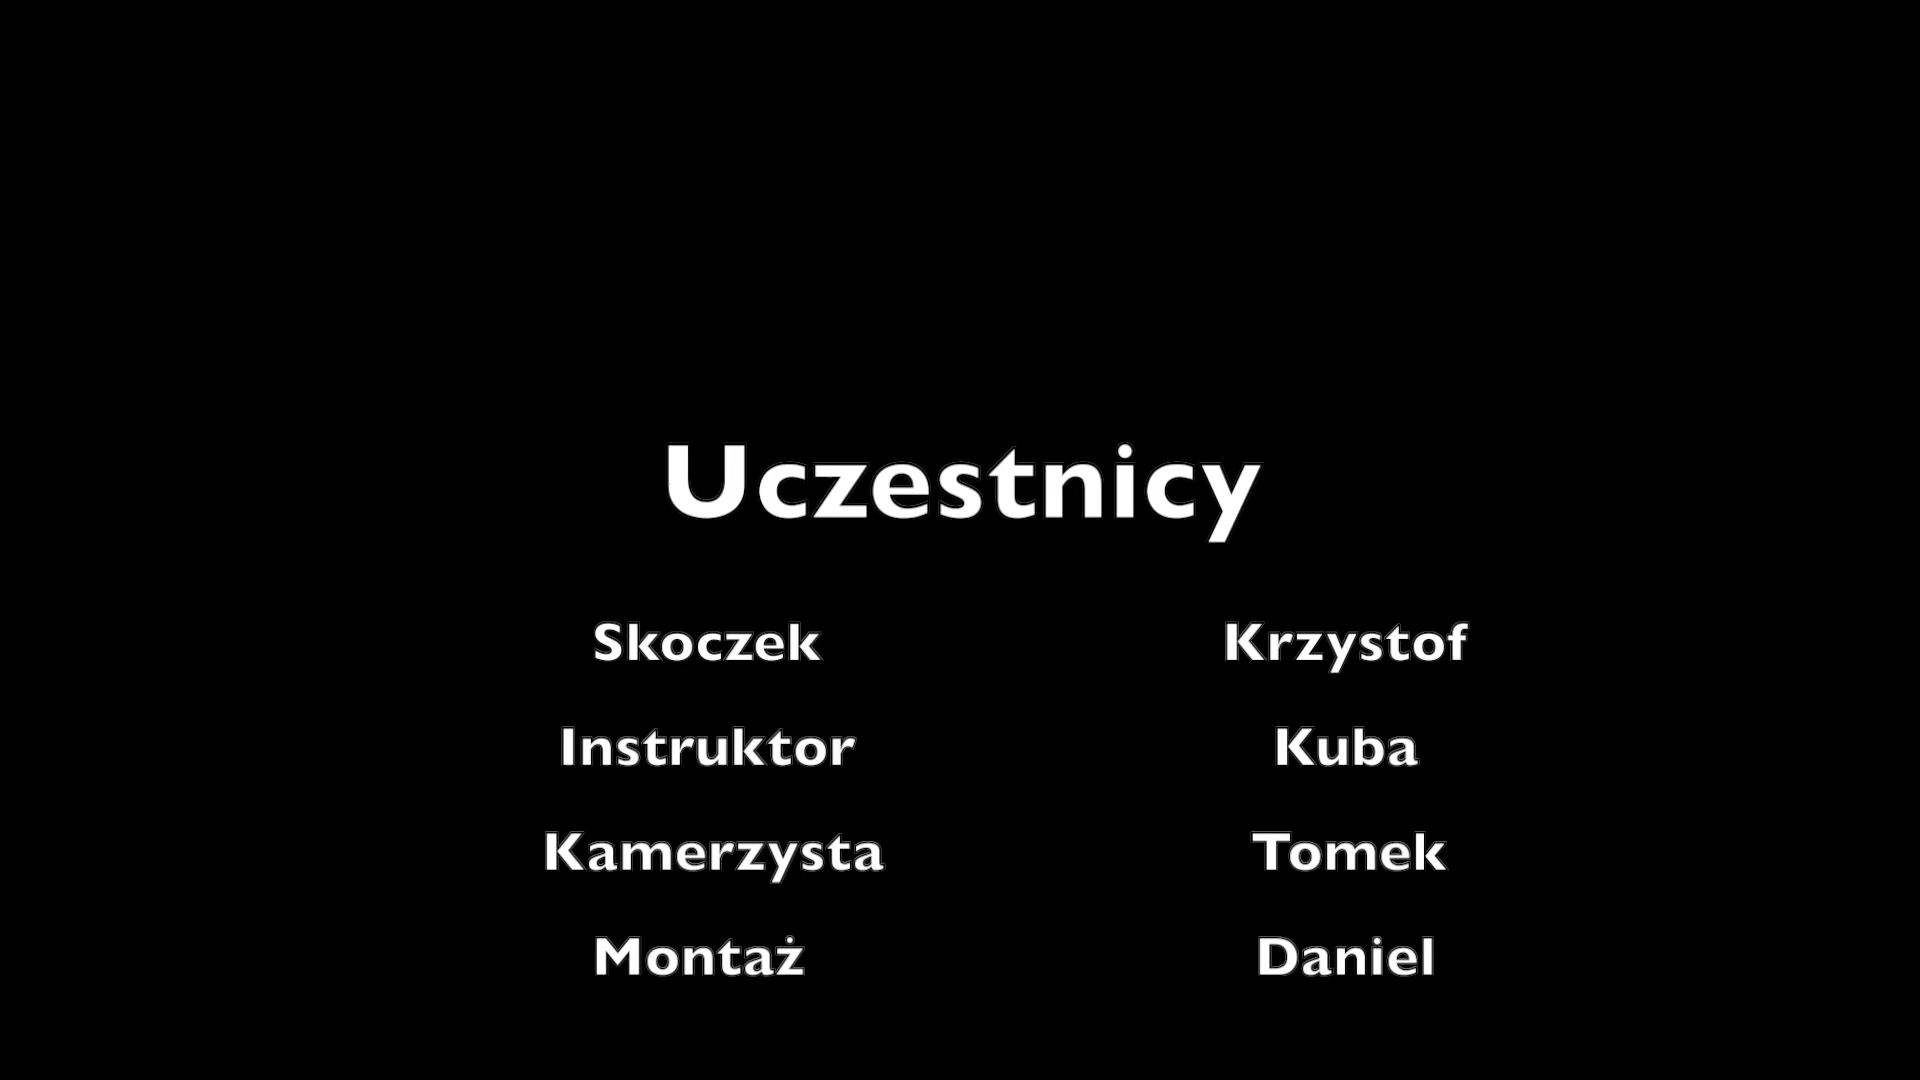 Uczestnicy
Skoczek Krzystof
Instruktor Kuba
Kamerzysta Tomek
Montaż Daniel